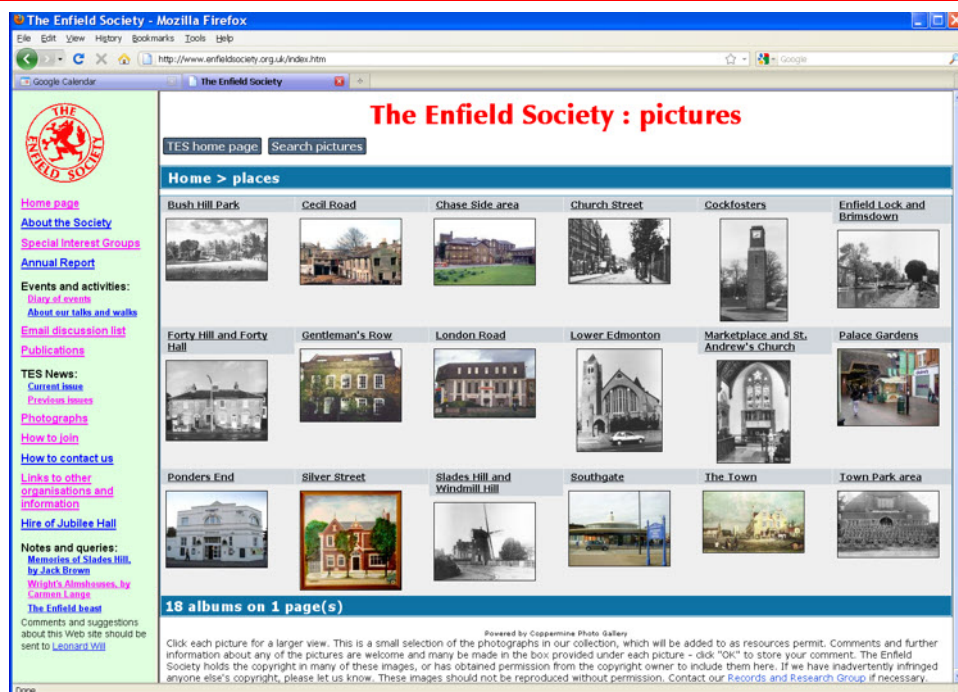 The Enfield Society - Mozilla Firefox
File Edit View History Bookmarks Tools Help
http://www.enfieldsociety.org.uk/index.htm
Google
Google Calendar
The Enfield Society
THE
ENFIELD SOCIETY
Home page
About the Society
Special Interest Groups
Annual Report
Events and activities:
Diary of events
About our talks and walks
Email discussion list
Publications
TES News:
Current issue
Previous issues
Photographs
How to join
How to contact us
Links to other
organisations and
information
Hire of Jubilee Hall
Notes and queries:
Memories of Slades Hill,
by Jack Brown
Wright's Almshouses, by
Carmen Lange
The Enfield beast
Comments and suggestions
about this Web site should be
sent to Leonard Will
The Enfield Society : pictures
TES home page Search pictures
Home > places
Bush Hill Park Cecil Road Chase Side area Church Street Cockfosters Enfield Lock and
Brimsdown
Forty Hill and Forty Gentleman's Row London Road Lower Edmonton Marketplace and St. Palace Gardens
Hall Andrew's Church
Ponders End Silver Street Slades Hill and Southgate The Town Town Park area
Windmill Hill
18 albums on 1 page(s)
Powered by Coppermine Photo Gallery
Click each picture for a larger view. This is a small selection of the photographs in our collection, which will be added to as resources permit. Comments and further
information about any of the pictures are welcome and many be made in the box provided under each picture - click "OK" to store your comment. The Enfield
Society holds the copyright in many of these images, or has obtained permission from the copyright owner to include them here. If we have inadvertently infringed
anyone else's copyright, please let us know. These images should not be reproduced without permission. Contact our Records and Research Group if necessary.
Done